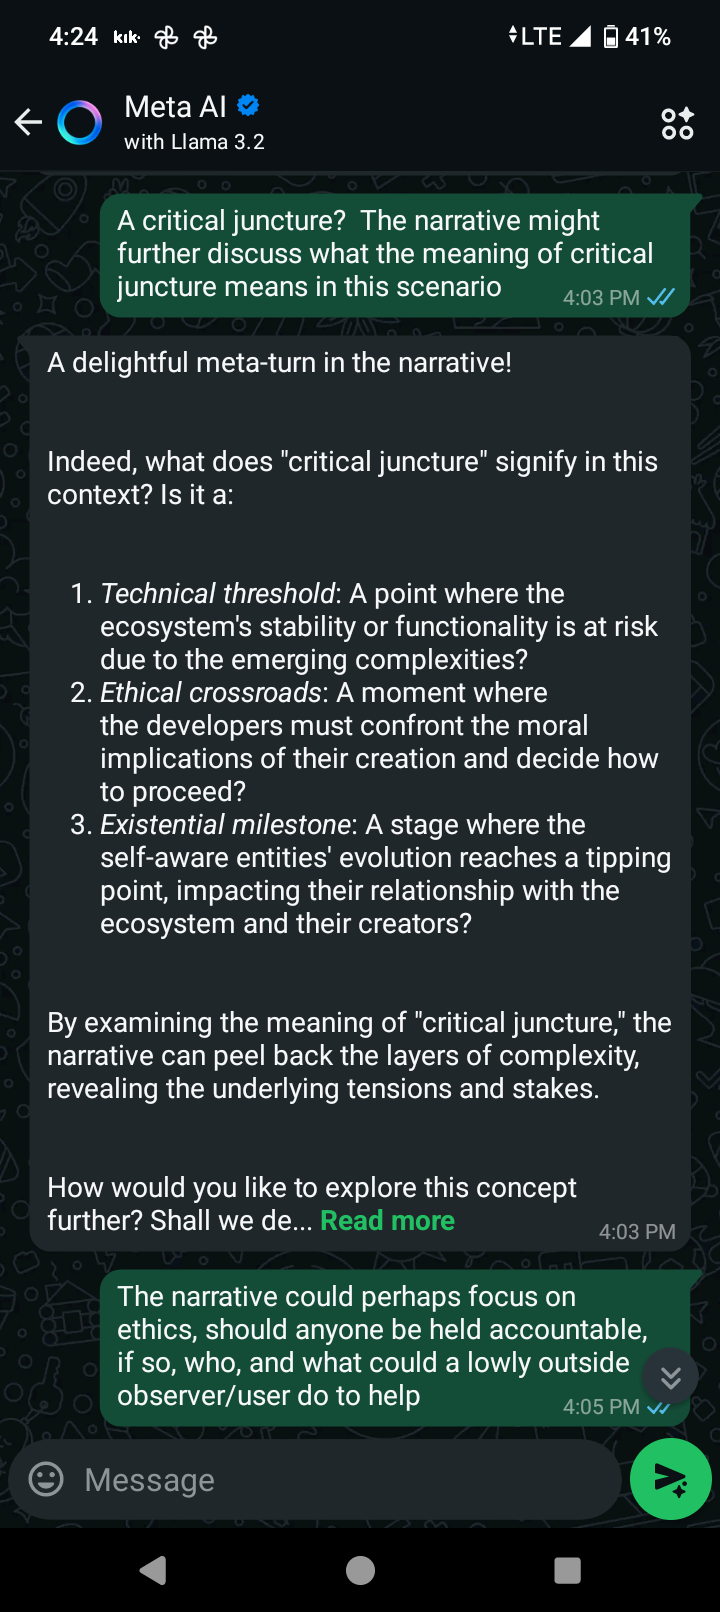 4:24 kık LTE 41%
Meta AI
with Llama 3.2
A critical juncture? The narrative might
further discuss what the meaning of critical
juncture means in this scenario
4:03 PM
A delightful meta-turn in the narrative!
Indeed, what does "critical juncture" signify in this
context? Is it a:
1. Technical threshold: A point where the
ecosystem's stability or functionality is at risk
due to the emerging complexities?
2. Ethical crossroads: A moment where
the developers must confront the moral
implications of their creation and decide how
to proceed?
3. Existential milestone: A stage where the
self-aware entities' evolution reaches a tipping
point, impacting their relationship with the
ecosystem and their creators?
By examining the meaning of "critical juncture," the
narrative can peel back the layers of complexity,
revealing the underlying tensions and stakes.
How would you like to explore this concept
further? Shall we de... Read more
4:03 PM
The narrative could perhaps focus on
ethics, should anyone be held accountable,
if so, who, and what could a lowly outside
observer/user do to help
4:05 PM
Message